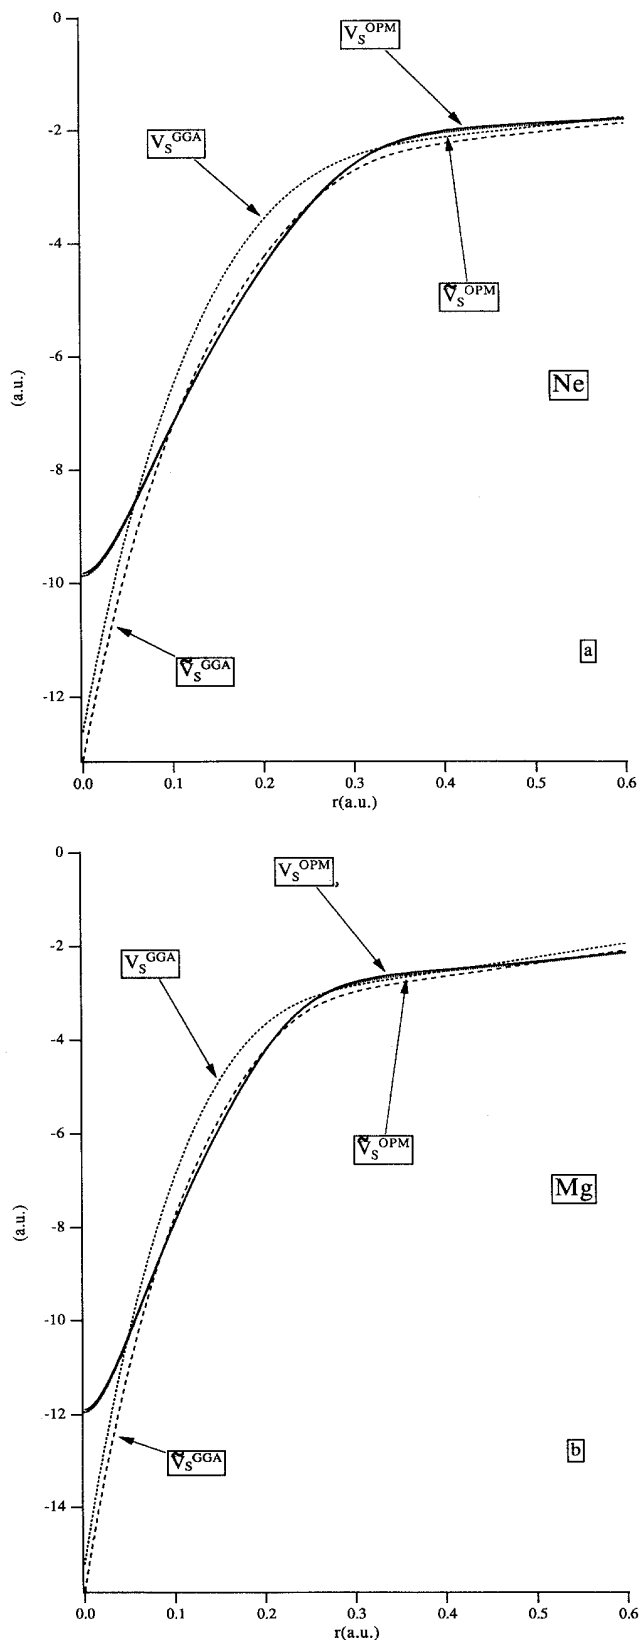 0
V_S^OPM
-2
V_S^GGA
-4
Ṽ_S^OPM
-6
(a.u.)
Ne
-8
-10
a
Ṽ_S^GGA
-12
0.0 0.1 0.2 0.3 0.4 0.5 0.6
r(a.u.)
0
V_S^OPM,
-2
V_S^GGA
-4
-6
Ṽ_S^OPM
Mg
(a.u.)
-8
-10
-12
Ṽ_S^GGA
b
-14
0.0 0.1 0.2 0.3 0.4 0.5 0.6
r(a.u.)